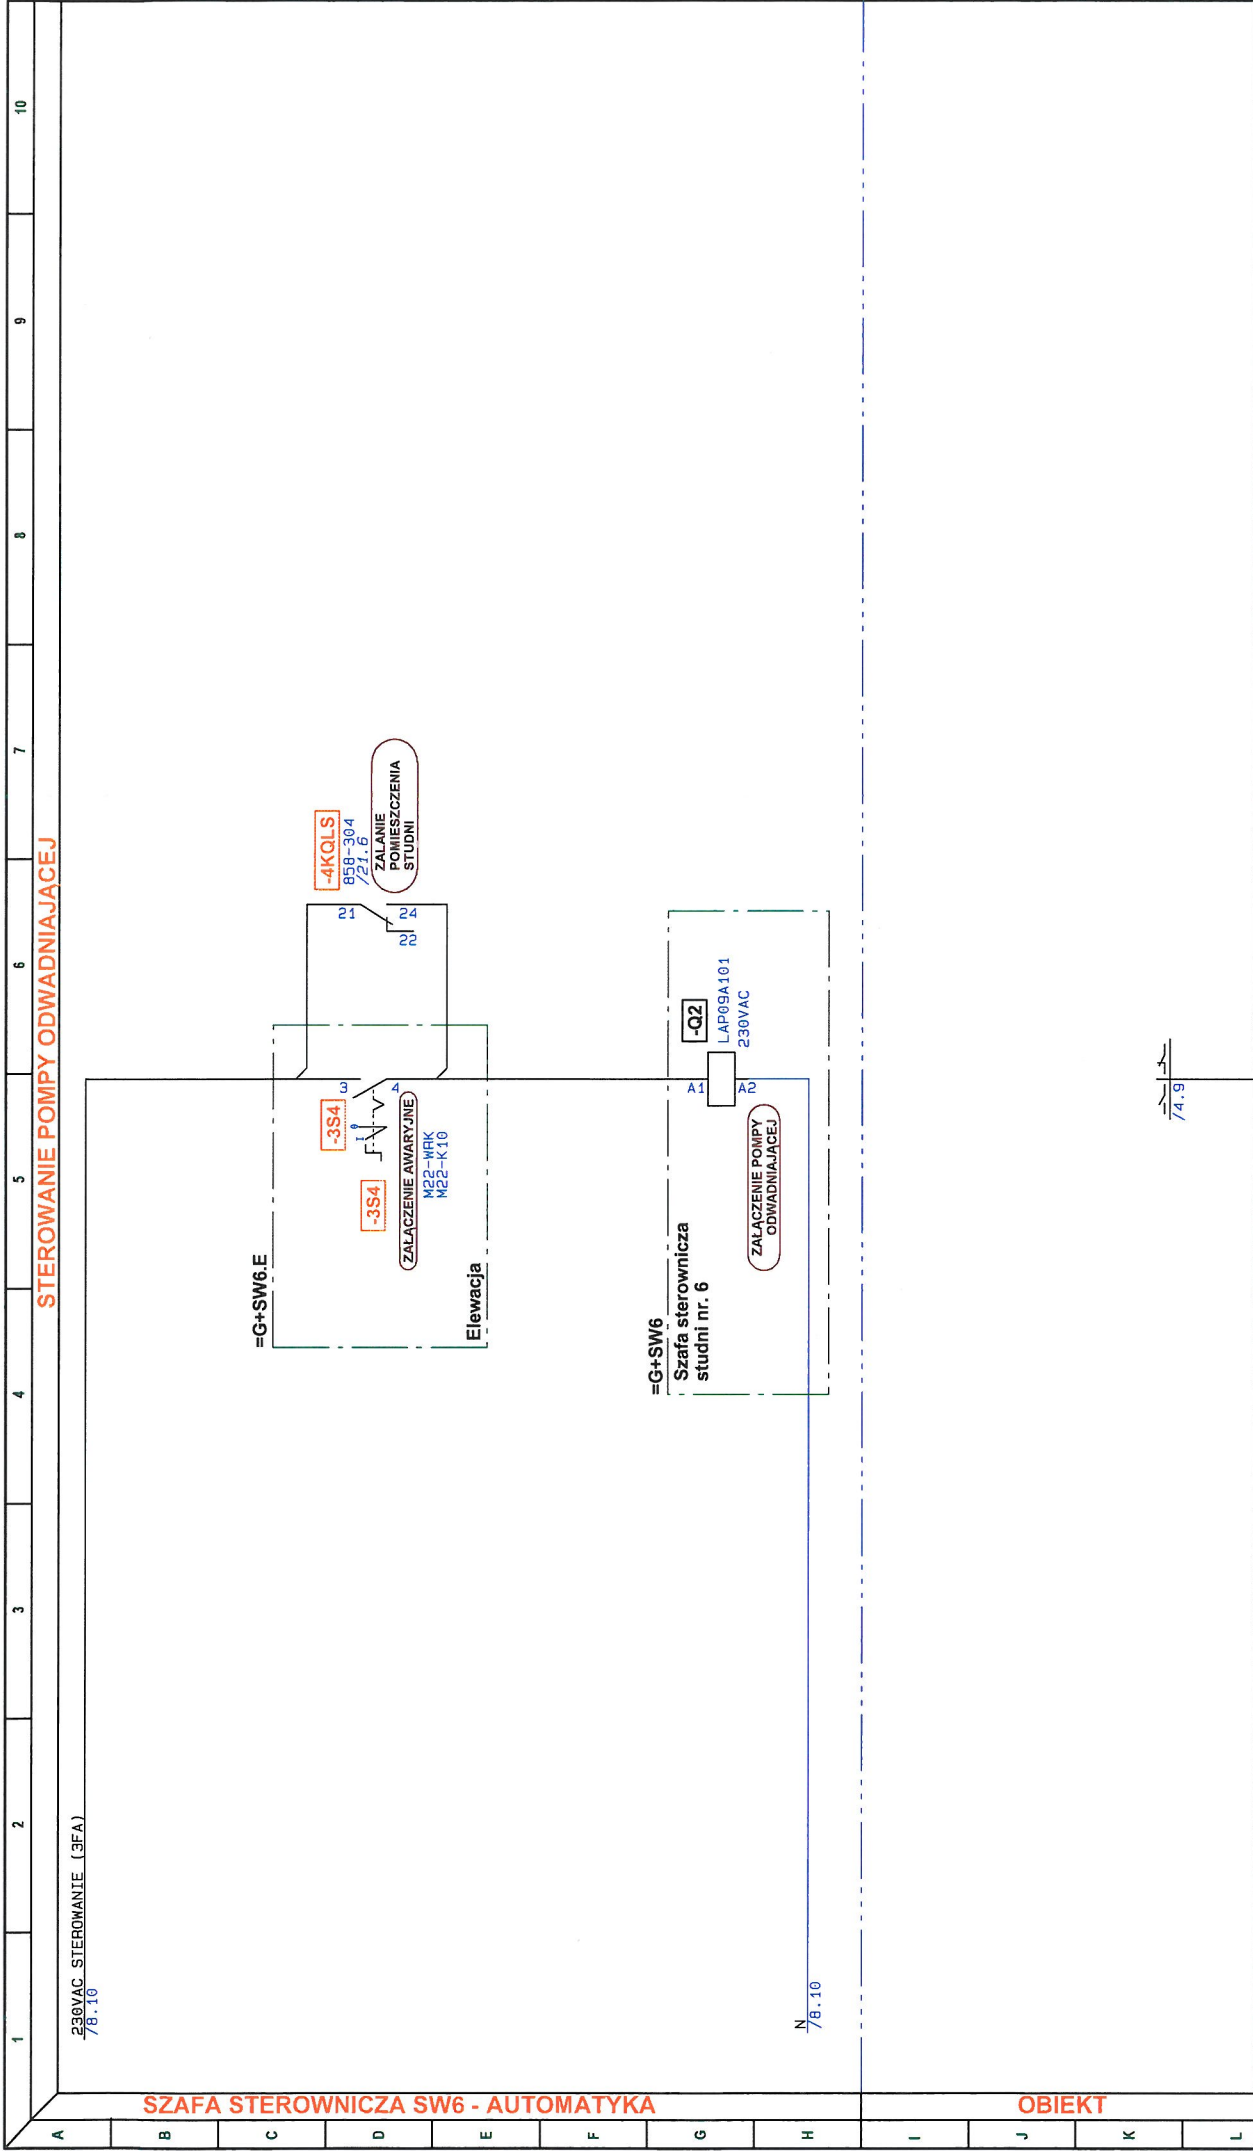 STEROWANIE POMPY ODWADNIAJĄCEJ
1
2
3
4
5
6
7
8
9
10
SZAFA STEROWNICZA SW6 - AUTOMATYKA
OBIEKT
A
B
C
D
E
F
G
H
I
J
K
L
230VAC STEROWANIE (3FA)
/8.10
=G+SW6.E
-3S4
-3S4
3
4
I
0
ZAŁĄCZENIE AWARYJNE
M22-WRK
M22-K10
Elewacja
-4KQLS
858-304
/21.6
21
24
22
ZALANIE
POMIESZCZENIA
STUDNI
=G+SW6
Szafa sterownicza
studni nr. 6
-Q2
LAP09A101
230VAC
A1
A2
ZAŁĄCZENIE POMPY
ODWADNIAJĄCEJ
N
/8.10
/4.9